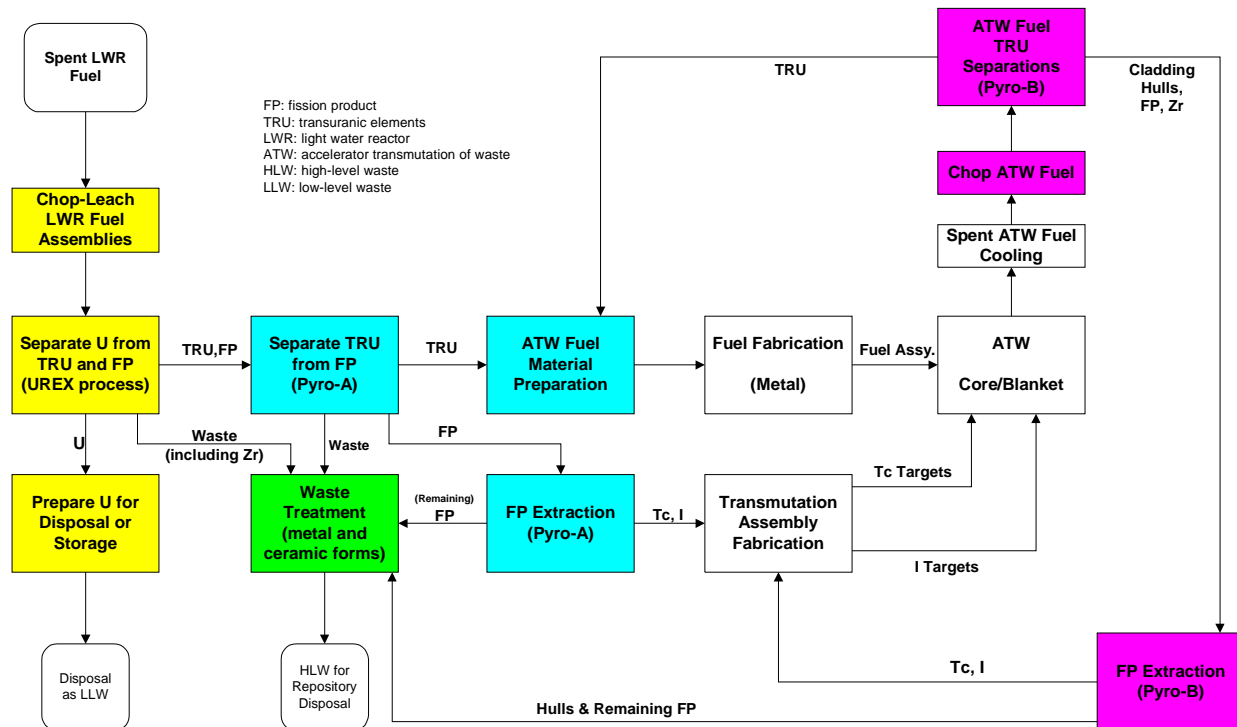 Spent LWR
Fuel
FP: fission product
TRU: transuranic elements
LWR: light water reactor
ATW: accelerator transmutation of waste
HLW: high-level waste
LLW: low-level waste
TRU
ATW Fuel
TRU
Separations
(Pyro-B)
Cladding
Hulls,
FP, Zr
Chop ATW Fuel
Chop-Leach
LWR Fuel
Assemblies
Spent ATW Fuel
Cooling
Separate U from
TRU and FP
(UREX process)
TRU,FP
Separate TRU
from FP
(Pyro-A)
TRU
ATW Fuel
Material
Preparation
Fuel Fabrication
(Metal)
Fuel Assy.
ATW
Core/Blanket
U
Waste
(including Zr)
Waste
FP
Tc Targets
Prepare U for
Disposal or
Storage
Waste
Treatment
(metal and
ceramic forms)
(Remaining)
FP
FP Extraction
(Pyro-A)
Tc, I
Transmutation
Assembly
Fabrication
I Targets
Disposal
as LLW
HLW for
Repository
Disposal
Tc, I
FP Extraction
(Pyro-B)
Hulls & Remaining FP